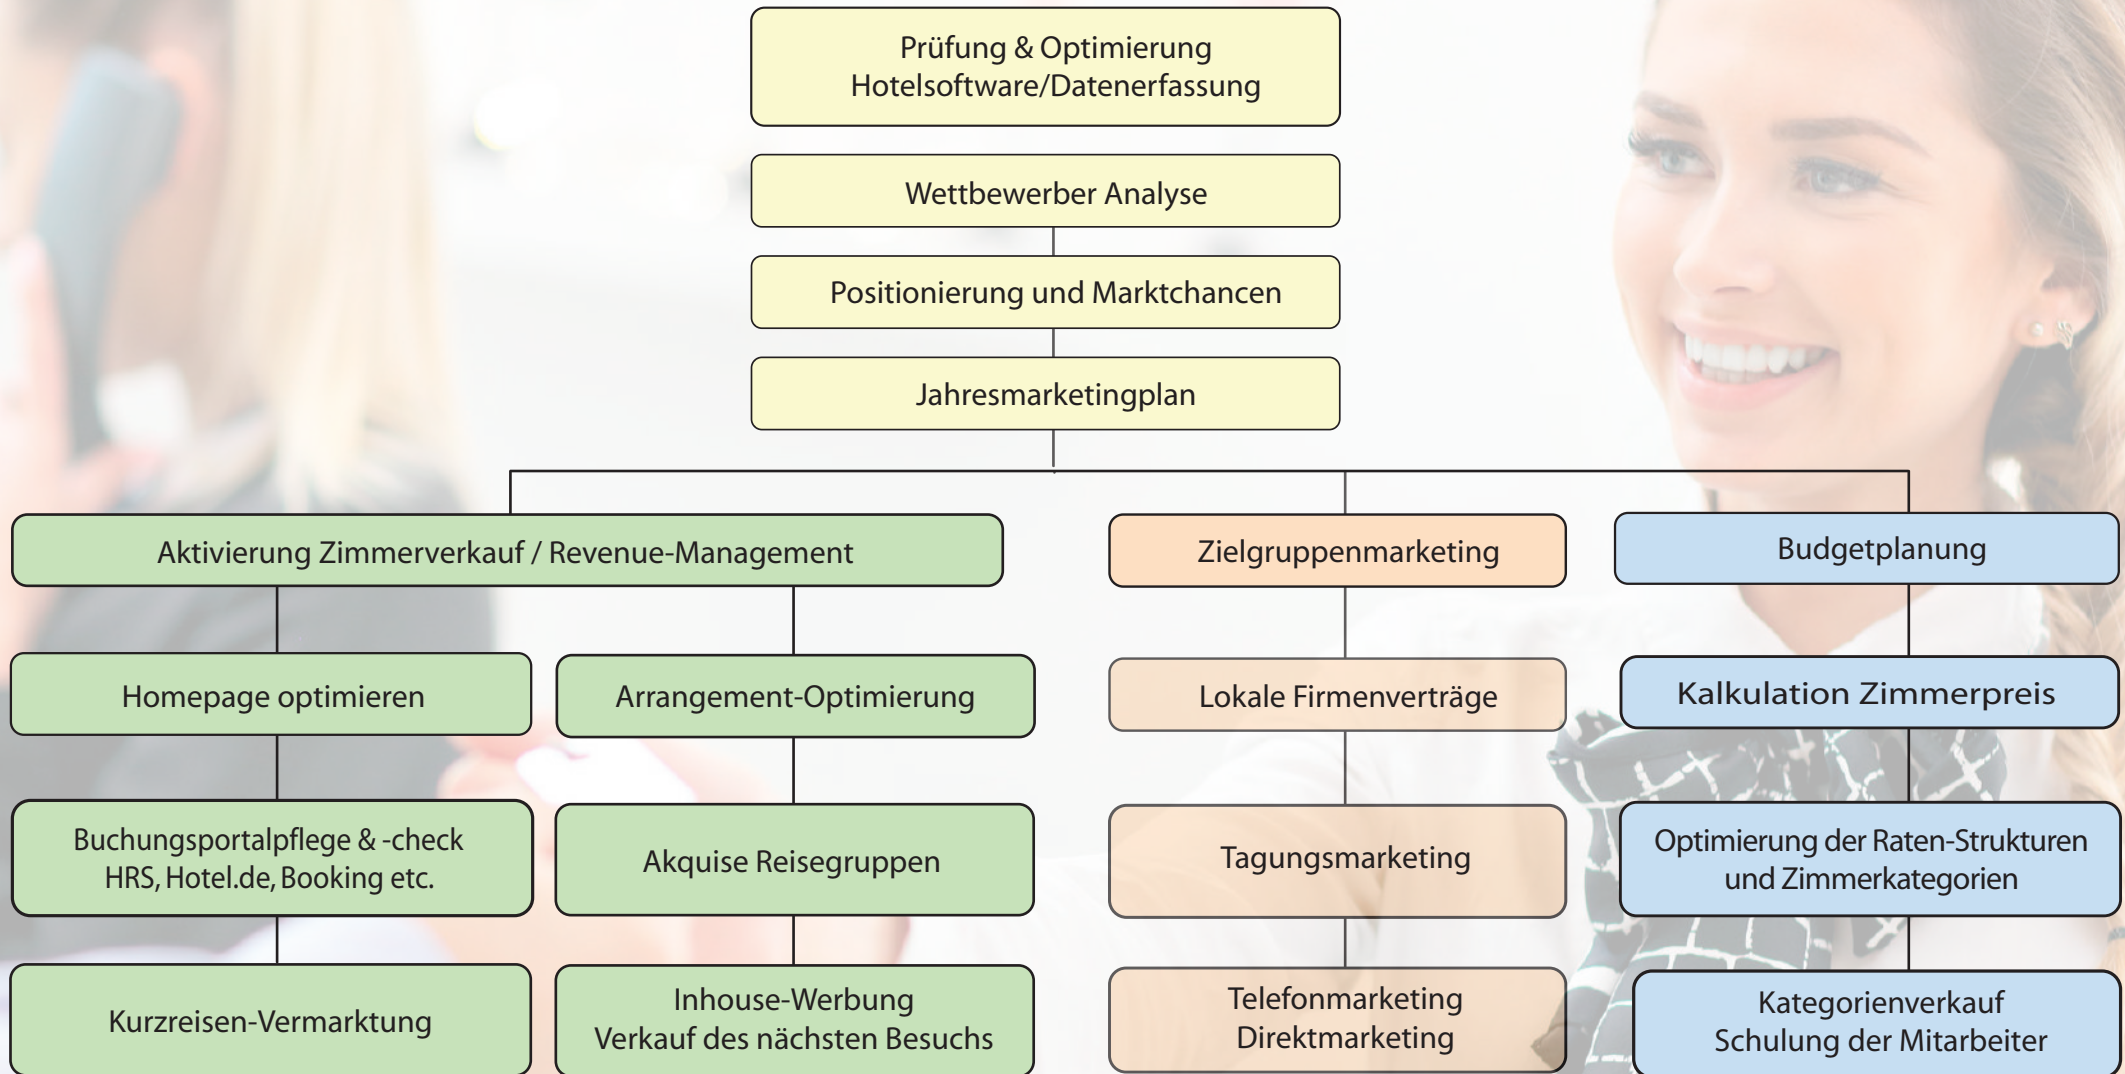 Prüfung & Optimierung
Hotelsoftware/Datenerfassung
Wettbewerber Analyse
Positionierung und Marktchancen
Jahresmarketingplan
Aktivierung Zimmerverkauf / Revenue-Management
Zielgruppenmarketing
Budgetplanung
Homepage optimieren
Arrangement-Optimierung
Lokale Firmenverträge
Kalkulation Zimmerpreis
Buchungsportalpflege & -check
HRS, Hotel.de, Booking etc.
Akquise Reisegruppen
Tagungsmarketing
Optimierung der Raten-Strukturen
und Zimmerkategorien
Kurzreisen-Vermarktung
Inhouse-Werbung
Verkauf des nächsten Besuchs
Telefonmarketing
Direktmarketing
Kategorienverkauf
Schulung der Mitarbeiter